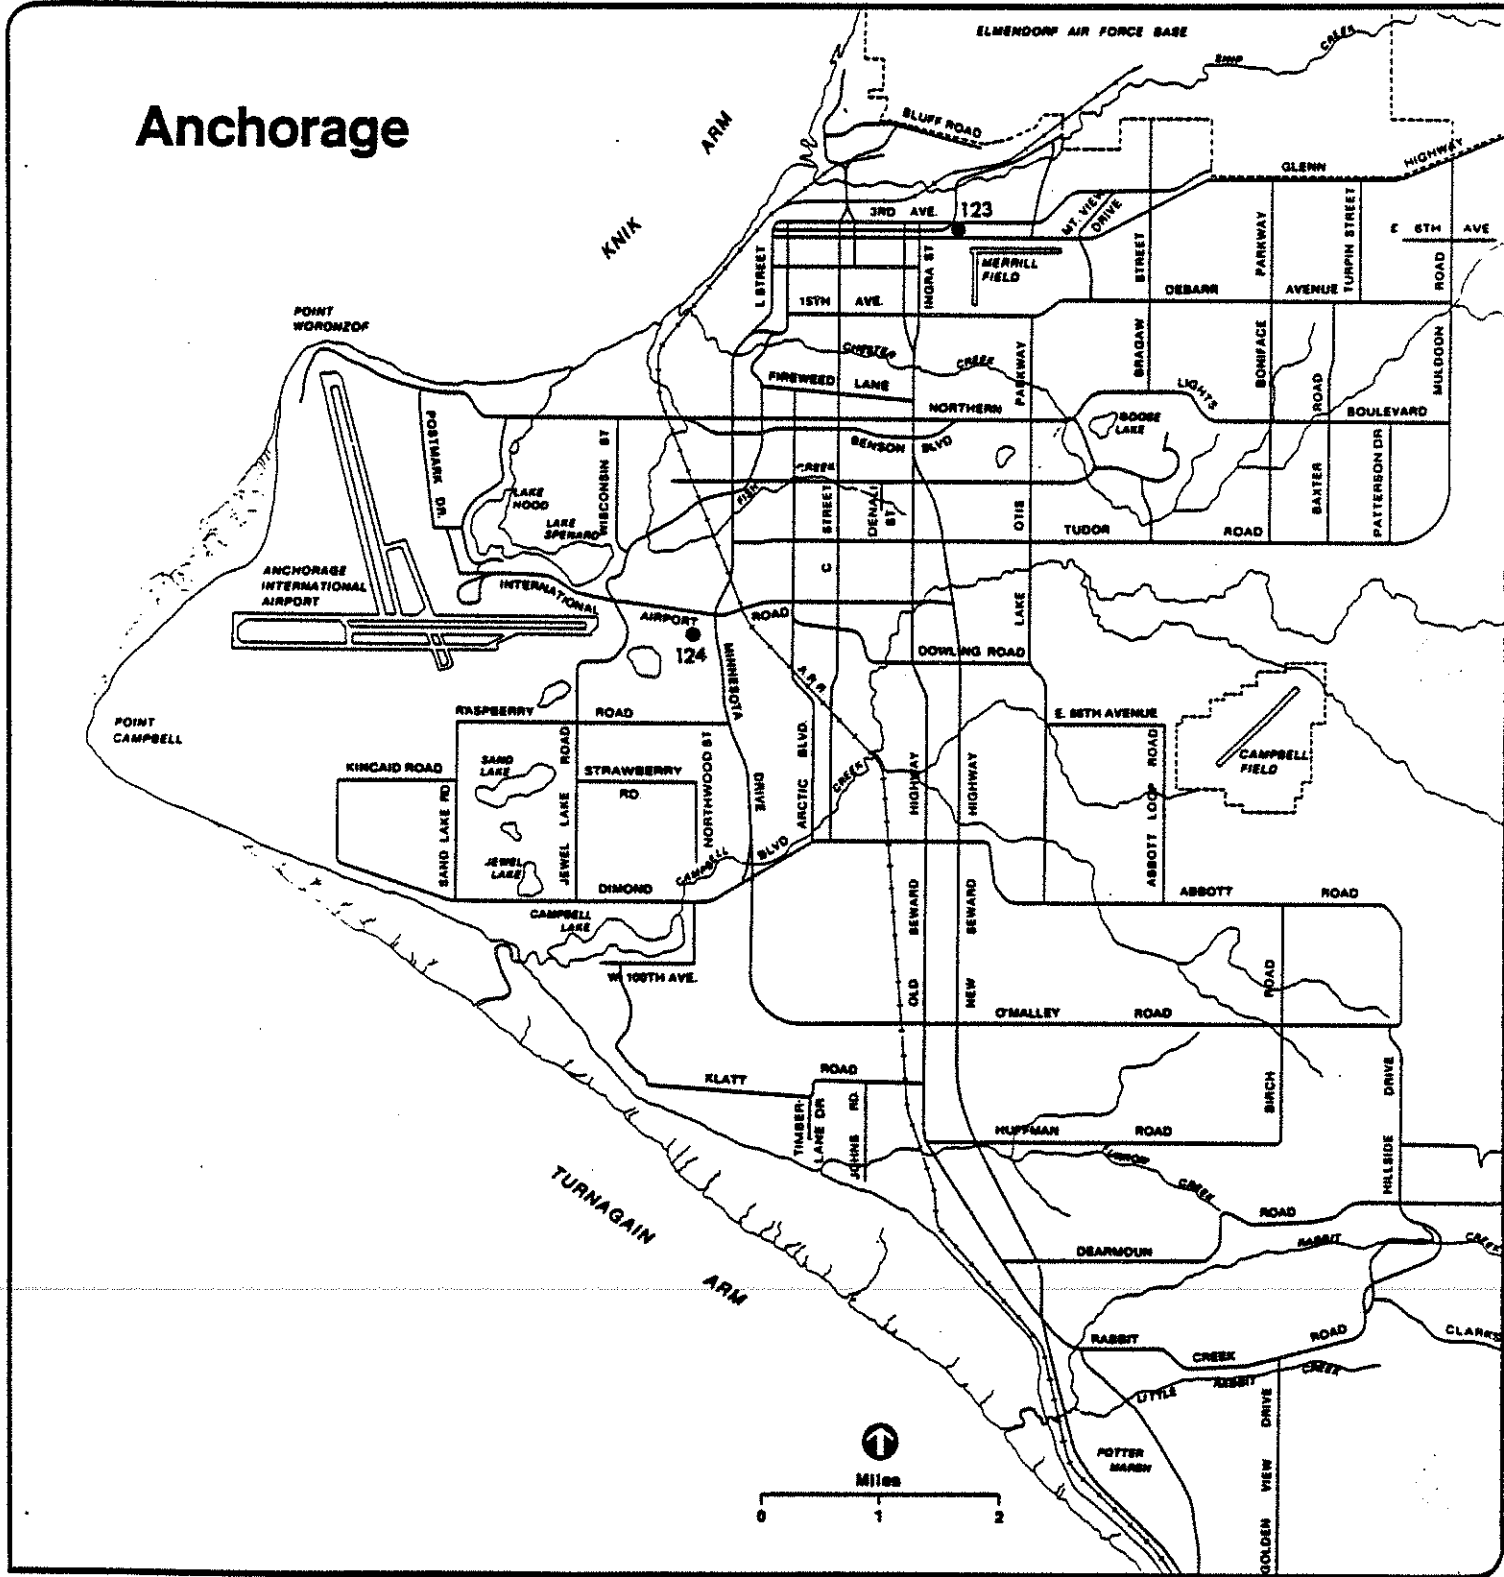 Anchorage
ELMENDORF AIR FORCE BASE
SHIP
CREEK
KNIK
ARM
BLUFF ROAD
GLENN
HIGHWAY
3RD AVE.
123
MT. VIEW
DRIVE
E 6TH AVE
L STREET
INGRA ST
MERRILL
FIELD
STREET
PARKWAY
TURPIN STREET
ROAD
DEBARR
AVENUE
15TH AVE.
POINT
WORONZOF
CHESTER
CREEK
PARKWAY
BRAGAW
BONIFACE
ROAD
MULDOON
FIREWEED LANE
LIGHTS
NORTHERN
BOULEVARD
GOOSE
LAKE
BENSON BLVD
POSTMARK DR.
WISCONSIN ST
CREEK
FISH
LAKE
HOOD
LAKE
SPENARD
STREET
C
DENALI
ST
OTIS
LAKE
TUDOR
ROAD
BAXTER
PATTERSON DR
ANCHORAGE
INTERNATIONAL
AIRPORT
INTERNATIONAL
AIRPORT
ROAD
124
MINNESOTA
DRIVE
DOWLING ROAD
A.R.R.
POINT
CAMPBELL
RASPBERRY
ROAD
E. 68TH AVENUE
CAMPBELL
FIELD
KINCAID ROAD
SAND
LAKE
STRAWBERRY
RD.
SAND LAKE RD
JEWEL LAKE ROAD
NORTHWOOD ST
ARCTIC BLVD.
CREEK
HIGHWAY
HIGHWAY
ABBOTT LOOP ROAD
JEWEL
LAKE
DIMOND
CAMPBELL
BLVD
ABBOTT
ROAD
CAMPBELL
LAKE
W. 100TH AVE.
OLD SEWARD
NEW SEWARD
ROAD
O'MALLEY
ROAD
KLATT
ROAD
TIMBER-
LANE DR
JOHNS RD.
BIRCH
HILLSIDE DRIVE
HUFFMAN
ROAD
FURROW
CREEK
TURNAGAIN
ARM
ROAD
DEARMOUN
RABBIT
CREEK
RABBIT
CREEK
ROAD
CLARKS
LITTLE
RABBIT
CREEK
POTTER
MARSH
GOLDEN VIEW DRIVE
Miles
0
1
2